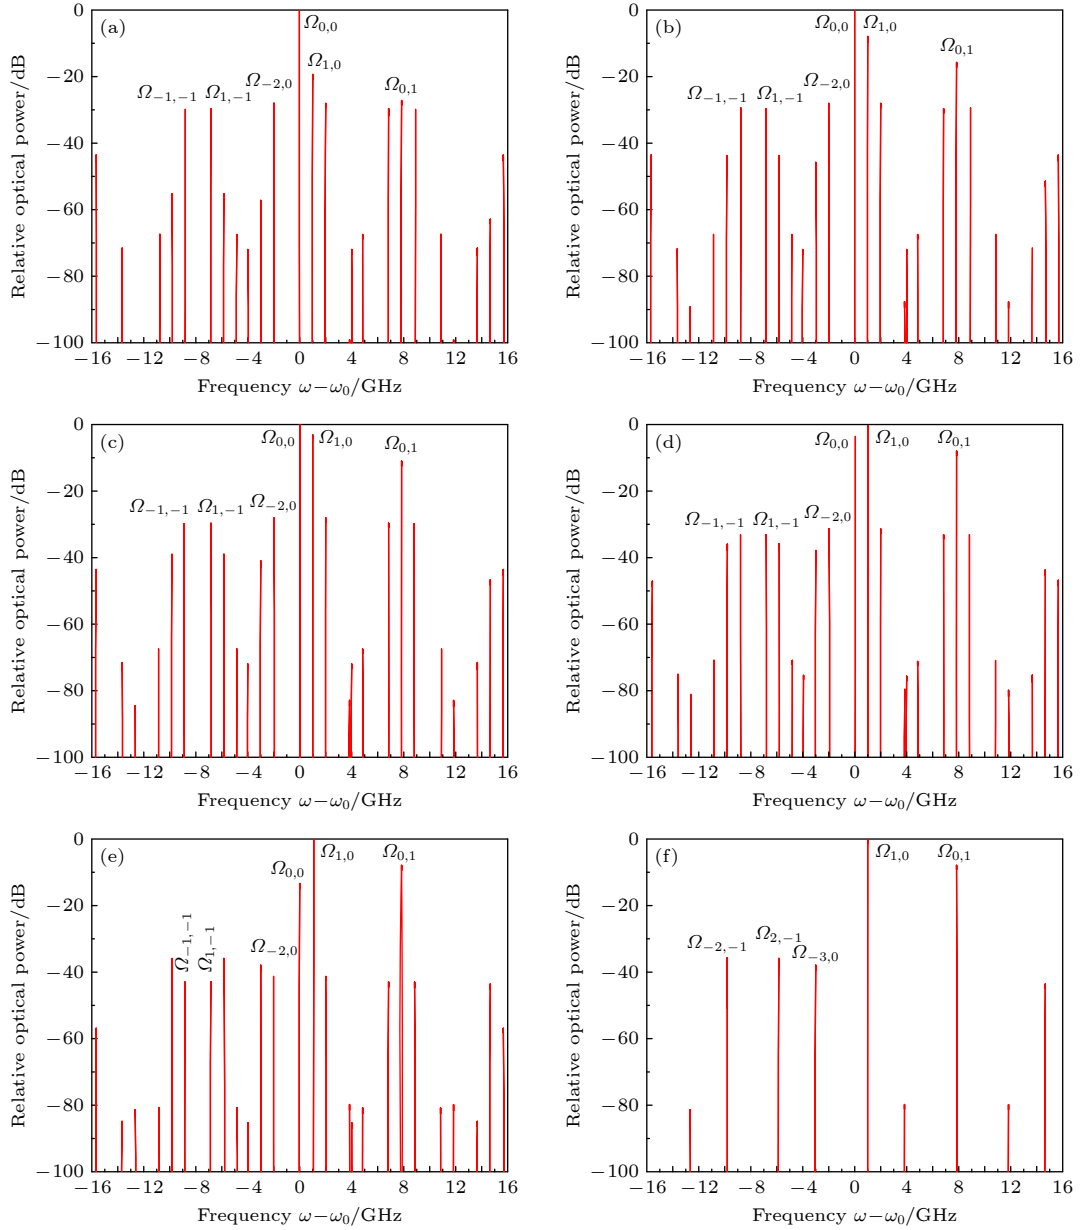 (a)
Ω0,0
Ω1,0
Ω−2,0
Ω0,1
Ω−1,−1
Ω1,−1
0
−20
−40
−60
−80
−100
Relative optical power/dB
−16 −12 −8 −4 0 4 8 12 16
Frequency ω−ω0/GHz
(b)
Ω0,0
Ω1,0
Ω0,1
Ω−2,0
Ω−1,−1
Ω1,−1
0
−20
−40
−60
−80
−100
Relative optical power/dB
−16 −12 −8 −4 0 4 8 12 16
Frequency ω−ω0/GHz
(c)
Ω0,0
Ω1,0
Ω0,1
Ω−1,−1
Ω1,−1
Ω−2,0
0
−20
−40
−60
−80
−100
Relative optical power/dB
−16 −12 −8 −4 0 4 8 12 16
Frequency ω−ω0/GHz
(d)
Ω0,0
Ω1,0
Ω0,1
Ω−2,0
Ω−1,−1
Ω1,−1
0
−20
−40
−60
−80
−100
Relative optical power/dB
−16 −12 −8 −4 0 4 8 12 16
Frequency ω−ω0/GHz
(e)
Ω1,0
Ω0,1
Ω0,0
Ω−1,−1
Ω1,−1
Ω−2,0
0
−20
−40
−60
−80
−100
Relative optical power/dB
−16 −12 −8 −4 0 4 8 12 16
Frequency ω−ω0/GHz
(f)
Ω1,0
Ω0,1
Ω−2,−1
Ω2,−1
Ω−3,0
0
−20
−40
−60
−80
−100
Relative optical power/dB
−16 −12 −8 −4 0 4 8 12 16
Frequency ω−ω0/GHz